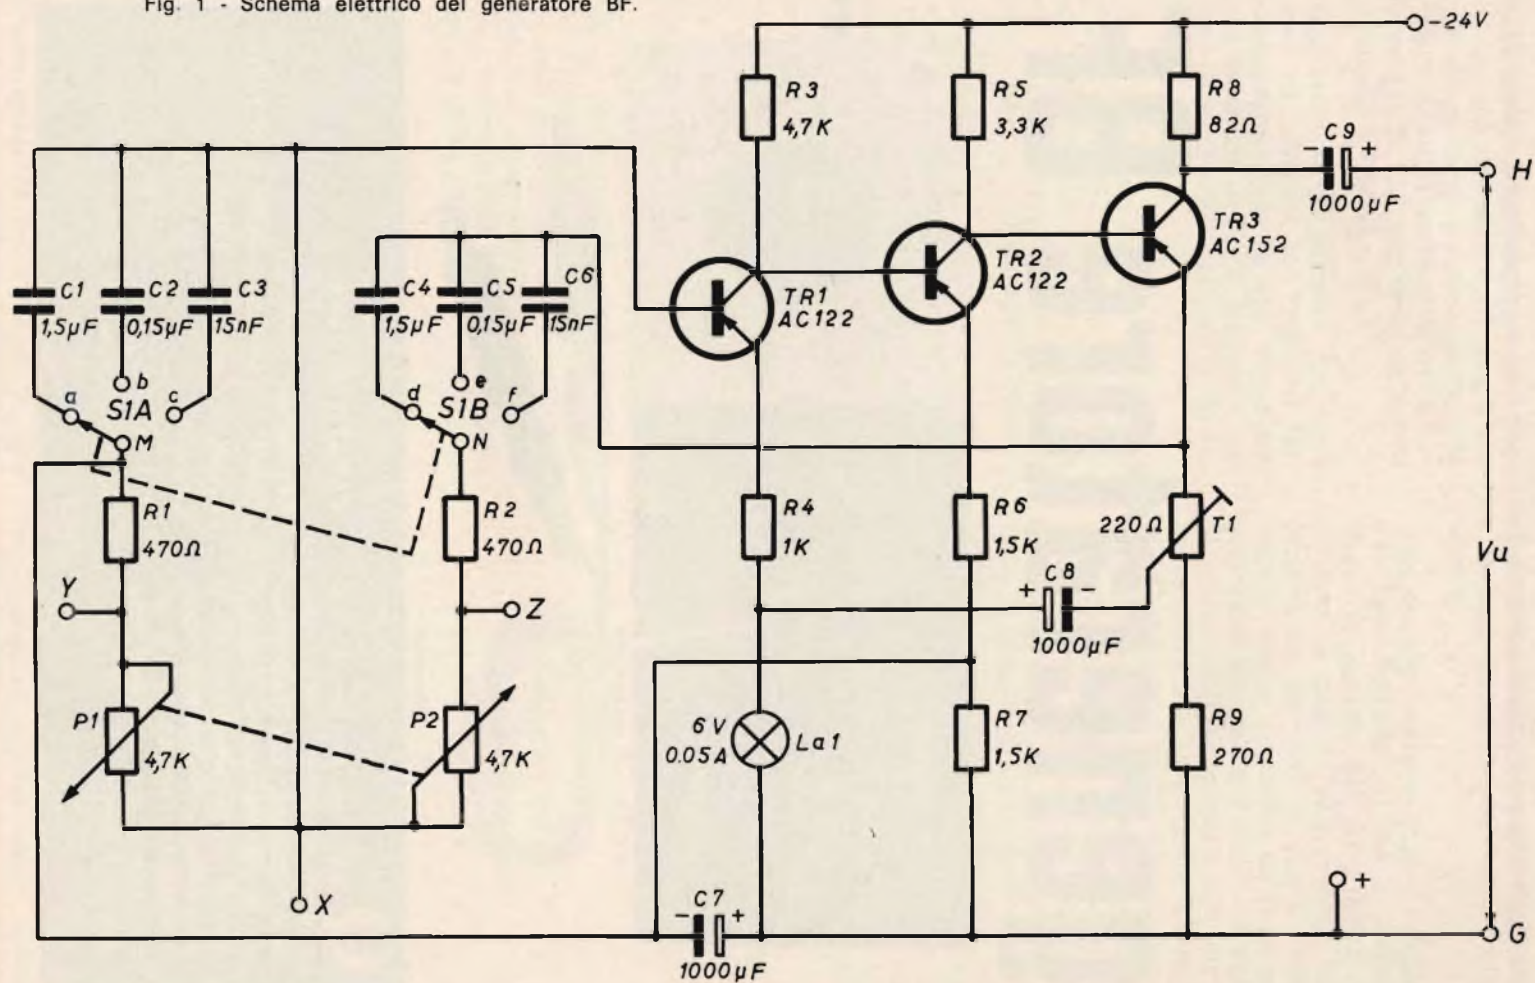 Fig. 1 - Schema elettrico del generatore BF.
-24V
R3
4,7K
R5
3,3K
R8
82Ω
C9
- +
1000µF
H
TR3
AC152
TR2
AC122
TR1
AC122
C1
1,5µF
C2
0,15µF
C3
15nF
C4
1,5µF
C5
0,15µF
C6
15nF
a
b
c
S1A
M
d
e
f
S1B
N
R1
470Ω
R2
470Ω
R4
1K
R6
1,5K
220Ω
T1
Vu
Y
Z
+ C8 -
1000µF
P1
4,7K
P2
4,7K
6V
0.05A
La1
R7
1,5K
R9
270Ω
X
C7
- +
1000µF
+
G